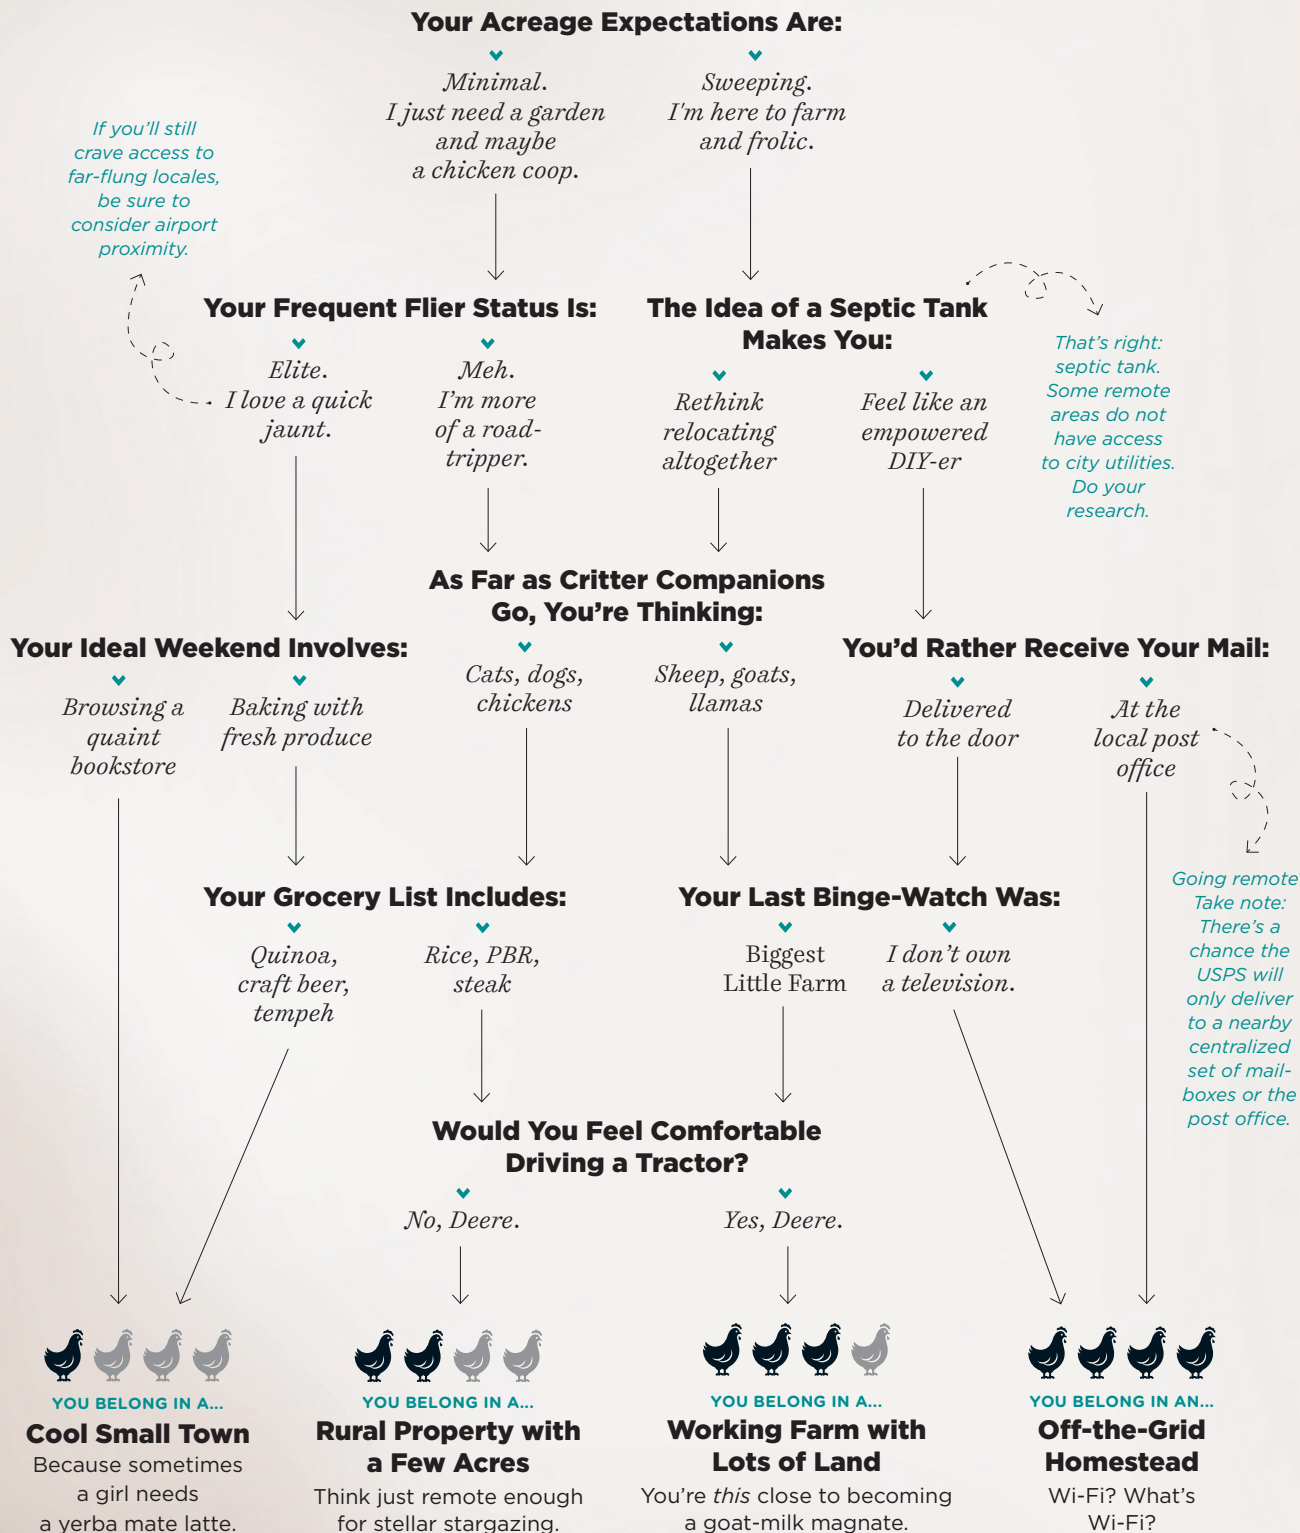 Your Acreage Expectations Are:
Minimal.
I just need a garden
and maybe
a chicken coop.
Sweeping.
I'm here to farm
and frolic.
If you’ll still
crave access to
far-flung locales,
be sure to
consider airport
proximity.
Your Frequent Flier Status Is:
Elite.
I love a quick
jaunt.
Meh.
I’m more
of a road-
tripper.
The Idea of a Septic Tank
Makes You:
Rethink
relocating
altogether
Feel like an
empowered
DIY-er
That’s right:
septic tank.
Some remote
areas do not
have access
to city utilities.
Do your
research.
As Far as Critter Companions
Go, You’re Thinking:
Cats, dogs,
chickens
Sheep, goats,
llamas
Your Ideal Weekend Involves:
Browsing a
quaint
bookstore
Baking with
fresh produce
You’d Rather Receive Your Mail:
Delivered
to the door
At the
local post
office
Going remote?
Take note:
There’s a
chance the
USPS will
only deliver
to a nearby
centralized
set of mail-
boxes or the
post office.
Your Grocery List Includes:
Quinoa,
craft beer,
tempeh
Rice, PBR,
steak
Your Last Binge-Watch Was:
Biggest
Little Farm
I don’t own
a television.
Would You Feel Comfortable
Driving a Tractor?
No, Deere.
Yes, Deere.
YOU BELONG IN A...
Cool Small Town
Because sometimes
a girl needs
a yerba mate latte.
YOU BELONG IN A...
Rural Property with
a Few Acres
Think just remote enough
for stellar stargazing.
YOU BELONG IN A...
Working Farm with
Lots of Land
You’re this close to becoming
a goat-milk magnate.
YOU BELONG IN AN...
Off-the-Grid
Homestead
Wi-Fi? What’s
Wi-Fi?